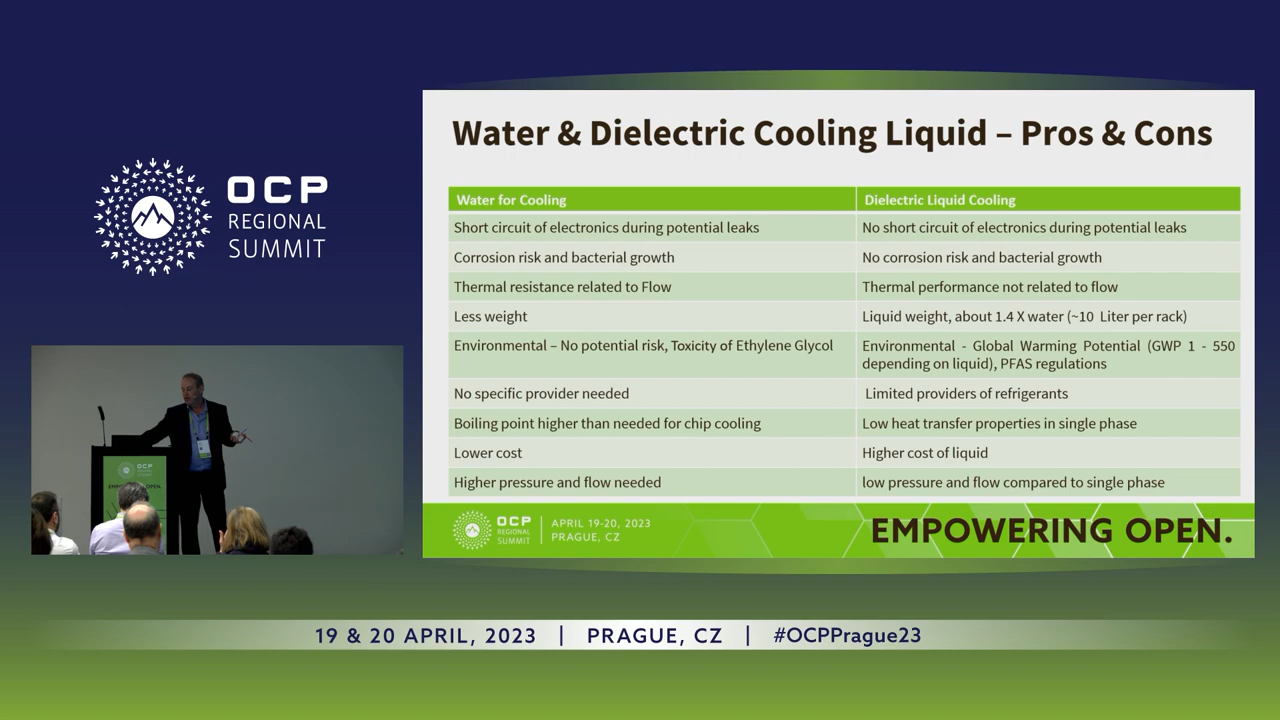 OCP
REGIONAL
SUMMIT
Water & Dielectric Cooling Liquid – Pros & Cons
Water for Cooling
Dielectric Liquid Cooling
Short circuit of electronics during potential leaks
No short circuit of electronics during potential leaks
Corrosion risk and bacterial growth
No corrosion risk and bacterial growth
Thermal resistance related to Flow
Thermal performance not related to flow
Less weight
Liquid weight, about 1.4 X water (~10 Liter per rack)
Environmental – No potential risk, Toxicity of Ethylene Glycol
Environmental - Global Warming Potential (GWP 1 - 550
depending on liquid), PFAS regulations
No specific provider needed
Limited providers of refrigerants
Boiling point higher than needed for chip cooling
Low heat transfer properties in single phase
Lower cost
Higher cost of liquid
Higher pressure and flow needed
low pressure and flow compared to single phase
OCP
REGIONAL
SUMMIT
APRIL 19-20, 2023
PRAGUE, CZ
EMPOWERING OPEN.
OCP
19 & 20 APRIL, 2023 | PRAGUE, CZ | #OCPPrague23